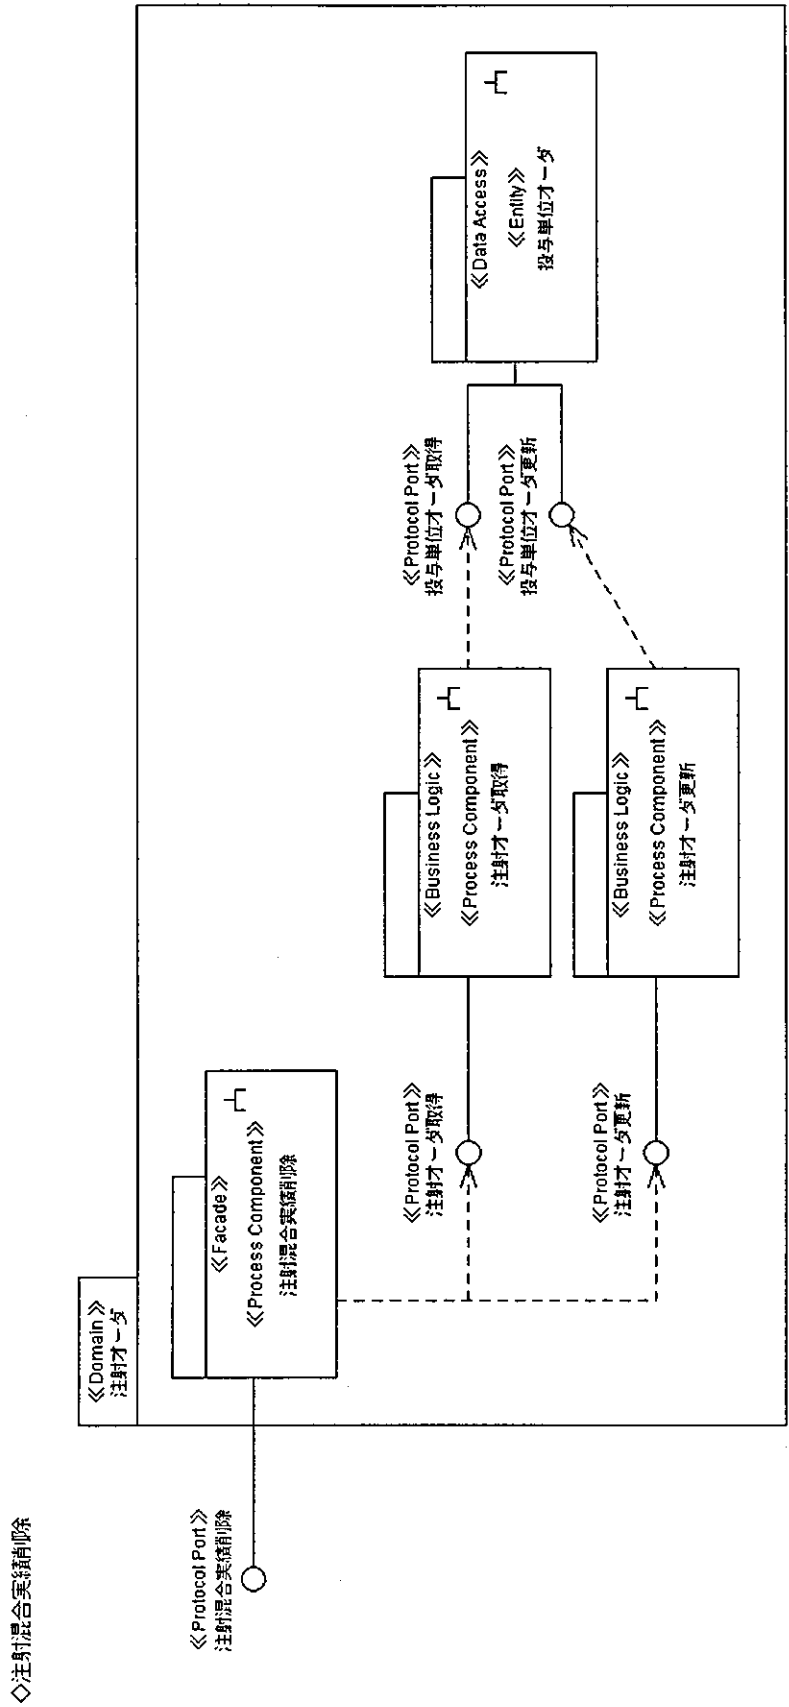 ◇注射混合実績削除
≪Domain≫
注射オーダ
≪Protocol Port≫
注射混合実績削除
≪Facade≫
≪Process Component≫
注射混合実績削除
≪Protocol Port≫
注射オーダ取得
≪Business Logic≫
≪Process Component≫
注射オーダ取得
≪Protocol Port≫
投与単位オーダ取得
≪Protocol Port≫
投与単位オーダ更新
≪Data Access≫
≪Entity≫
投与単位オーダ
≪Protocol Port≫
注射オーダ更新
≪Business Logic≫
≪Process Component≫
注射オーダ更新